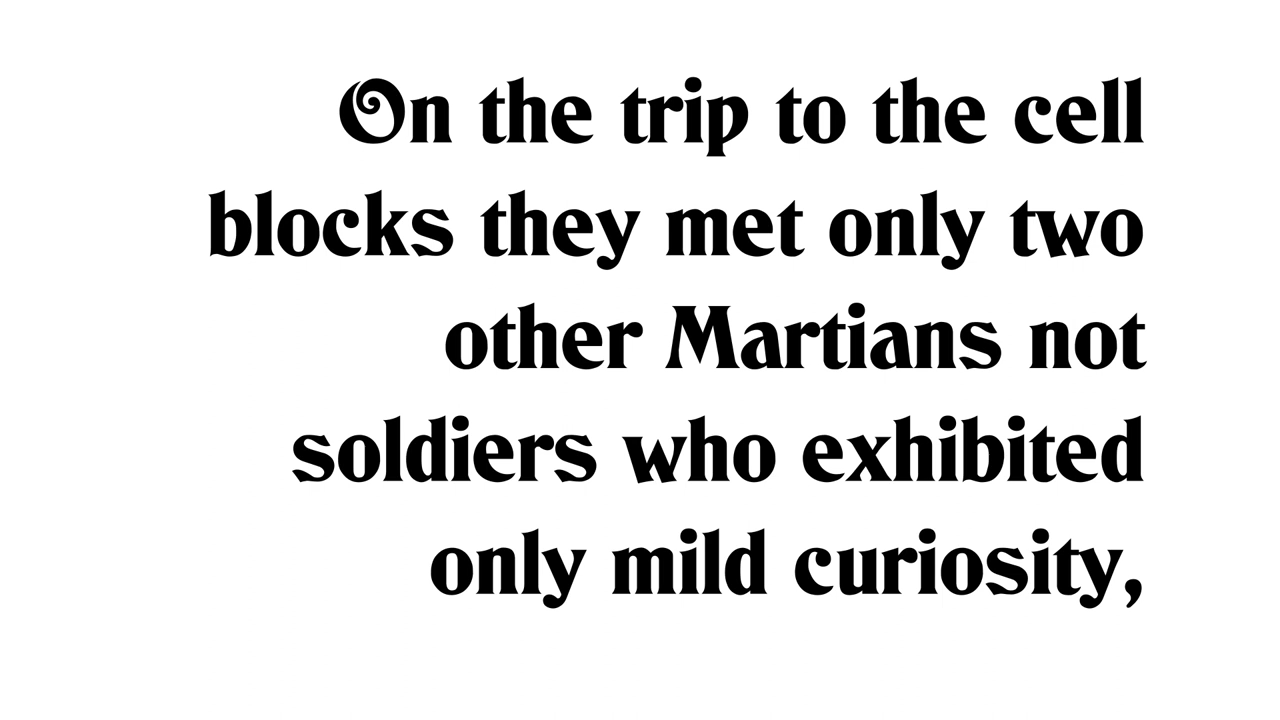 On the trip to the cell
blocks they met only two
other Martians not
soldiers who exhibited
only mild curiosity,